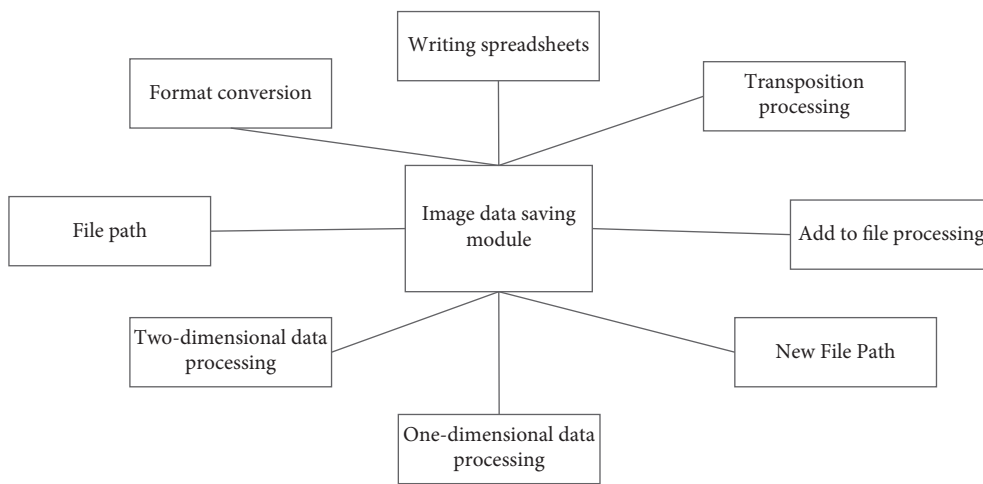 Writing spreadsheets
Format conversion
Transposition
processing
File path
Image data saving
module
Add to file processing
Two-dimensional data
processing
New File Path
One-dimensional data
processing